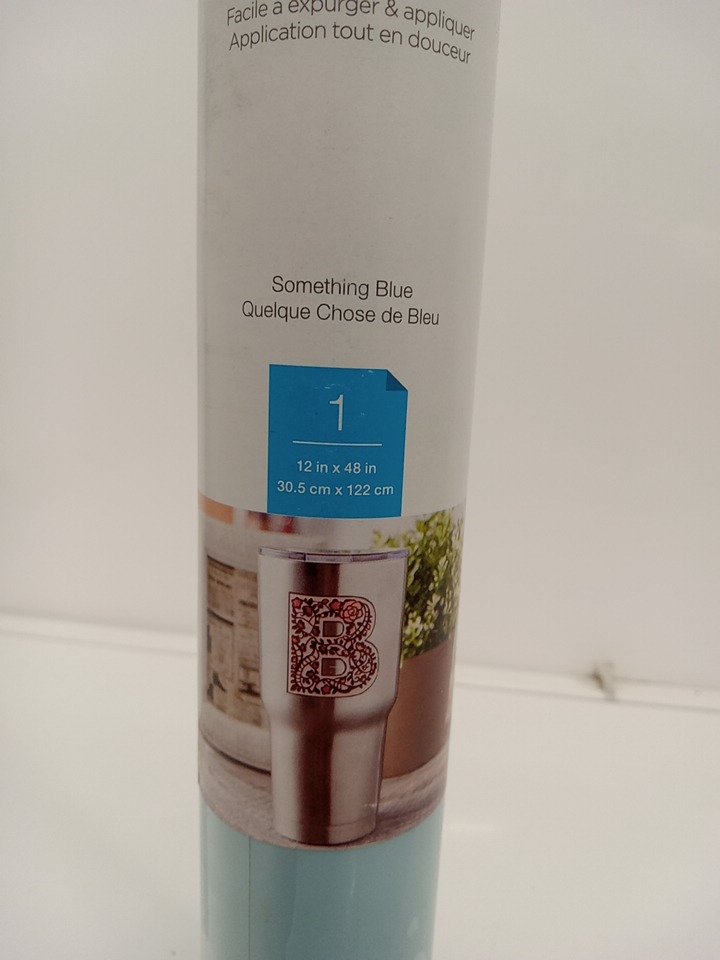 Facile à expurger & appliquer
Application tout en douceur
Something Blue
Quelque Chose de Bleu
1
12 in x 48 in
30.5 cm x 122 cm
B